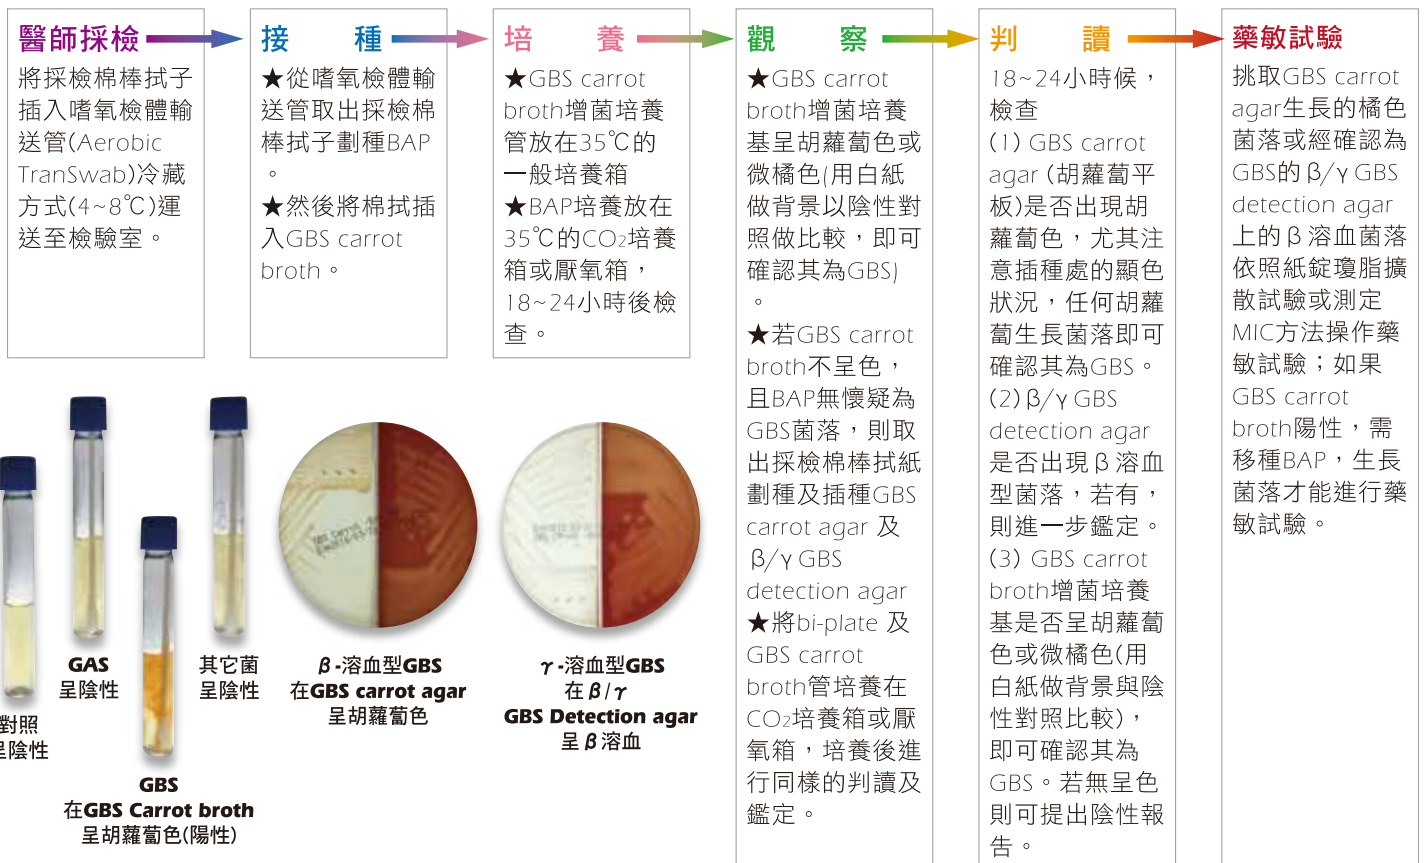 醫師採檢
將採檢棉棒拭子
插入嗜氧檢體輸
送管(Aerobic
TranSwab)冷藏
方式(4~8℃)運
送至檢驗室。
接 種
★從嗜氧檢體輸
送管取出採檢棉
棒拭子劃種BAP
。
★然後將棉拭插
入GBS carrot
broth。
培 養
★GBS carrot
broth增菌培養
管放在35℃的
一般培養箱
★BAP培養放在
35℃的CO2培養
箱或厭氧箱，
18~24小時後檢
查。
觀 察
★GBS carrot
broth增菌培養
基呈胡蘿蔔色或
微橘色(用白紙
做背景以陰性對
照做比較，即可
確認其為GBS)
。
★若GBS carrot
broth不呈色，
且BAP無懷疑為
GBS菌落，則取
出採檢棉棒拭紙
劃種及插種GBS
carrot agar 及
β/γ GBS
detection agar
★將bi-plate 及
GBS carrot
broth管培養在
CO2培養箱或厭
氧箱，培養後進
行同樣的判讀及
鑑定。
判 讀
18~24小時候，
檢查
(1) GBS carrot
agar (胡蘿蔔平
板)是否出現胡
蘿蔔色，尤其注
意插種處的顯色
狀況，任何胡蘿
蔔生長菌落即可
確認其為GBS。
(2) β/γ GBS
detection agar
是否出現β溶血
型菌落，若有，
則進一步鑑定。
(3) GBS carrot
broth增菌培養
基是否呈胡蘿蔔
色或微橘色(用
白紙做背景與陰
性對照比較)，
即可確認其為
GBS。若無呈色
則可提出陰性報
告。
藥敏試驗
挑取GBS carrot
agar生長的橘色
菌落或經確認為
GBS的β/γ GBS
detection agar
上的β溶血菌落
依照紙錠瓊脂擴
散試驗或測定
MIC方法操作藥
敏試驗；如果
GBS carrot
broth陽性，需
移種BAP，生長
菌落才能進行藥
敏試驗。
對照
呈陰性
GAS
呈陰性
GBS
在GBS Carrot broth
呈胡蘿蔔色(陽性)
其它菌
呈陰性
β-溶血型GBS
在GBS carrot agar
呈胡蘿蔔色
γ-溶血型GBS
在β/γ
GBS Detection agar
呈β溶血